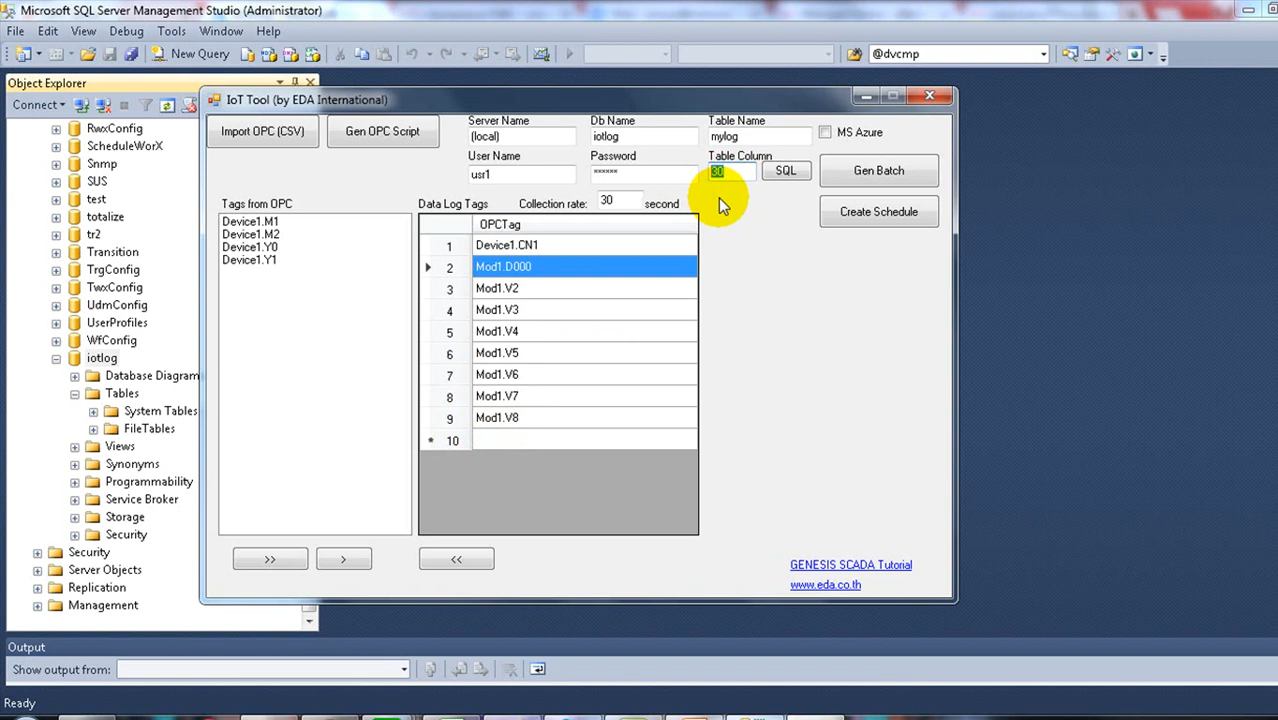 Microsoft SQL Server Management Studio (Administrator)
File Edit View Debug Tools Window Help
New Query
@dvcmp
Object Explorer
Connect
RwxConfig
ScheduleWorX
Snmp
SUS
test
totalize
tr2
Transition
TrgConfig
TwxConfig
UdmConfig
UserProfiles
WfConfig
iotlog
Database Diagram
Tables
System Tables
FileTables
Views
Synonyms
Programmability
Service Broker
Storage
Security
Security
Server Objects
Replication
Management
IoT Tool (by EDA International)
Import OPC (CSV)
Gen OPC Script
Server Name
(local)
Db Name
iotlog
Table Name
mylog
MS Azure
User Name
usr1
Password
******
Table Column
30
SQL
Gen Batch
Create Schedule
Tags from OPC
Data Log Tags
Collection rate: 30 second
Device1.M1
Device1.M2
Device1.Y0
Device1.Y1
OPCTag
1 Device1.CN1
2 Mod1.D000
3 Mod1.V2
4 Mod1.V3
5 Mod1.V4
6 Mod1.V5
7 Mod1.V6
8 Mod1.V7
9 Mod1.V8
* 10
>>
>
<<
GENESIS SCADA Tutorial
www.eda.co.th
Output
Show output from:
Ready